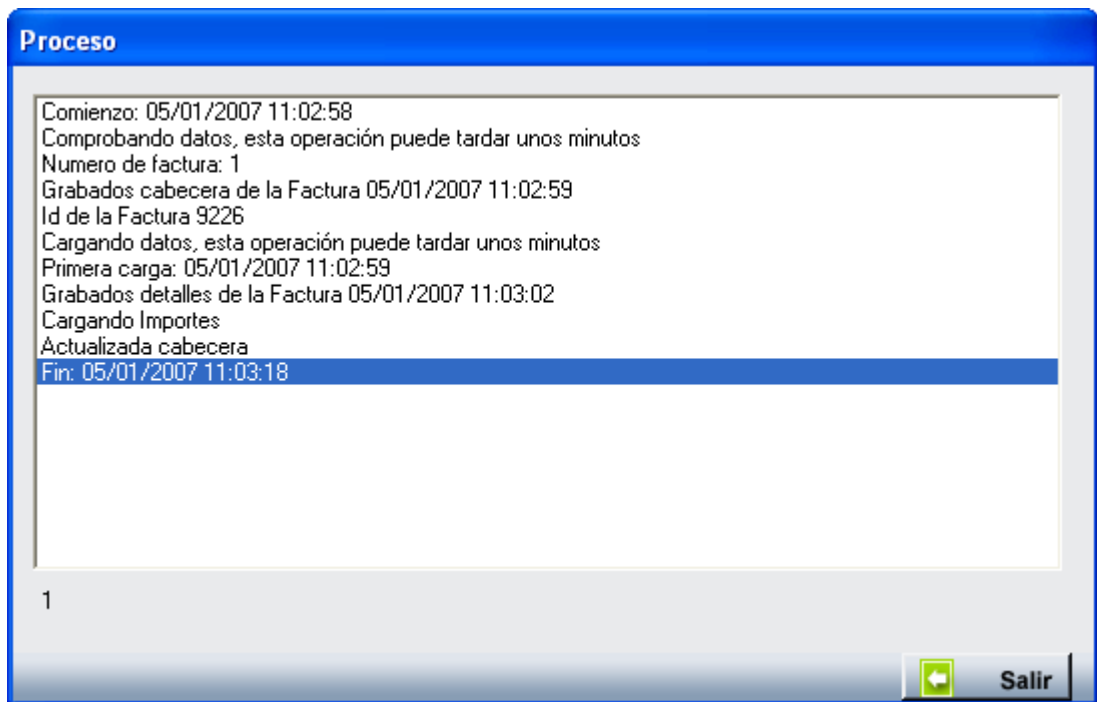 Proceso
Comienzo: 05/01/2007 11:02:58
Comprobando datos, esta operación puede tardar unos minutos
Numero de factura: 1
Grabados cabecera de la Factura 05/01/2007 11:02:59
Id de la Factura 9226
Cargando datos, esta operación puede tardar unos minutos
Primera carga: 05/01/2007 11:02:59
Grabados detalles de la Factura 05/01/2007 11:03:02
Cargando Importes
Actualizada cabecera
Fin: 05/01/2007 11:03:18
1
Salir